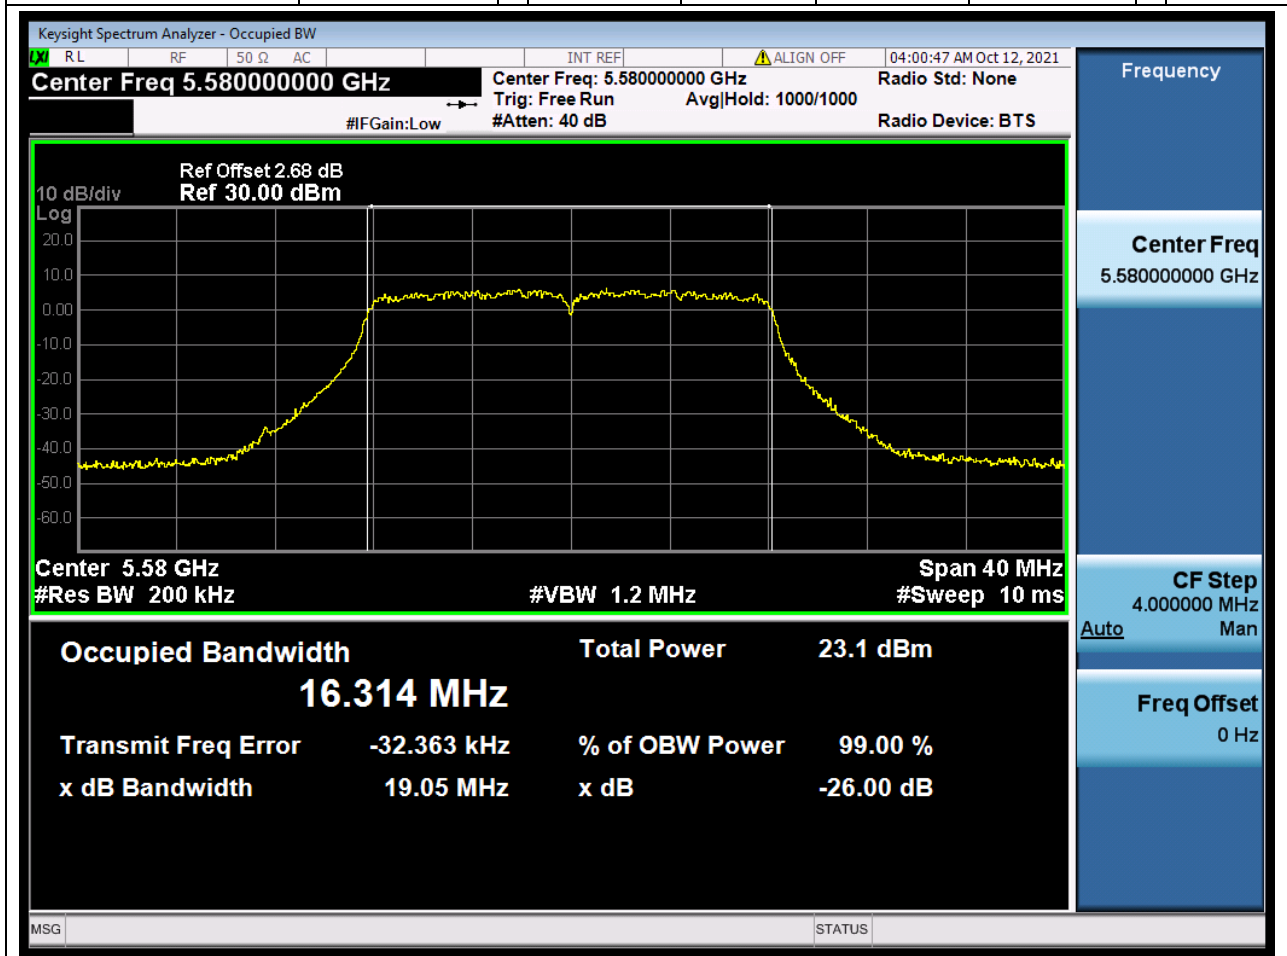 Keysight Spectrum Analyzer - Occupied BW
LXI RL RF 50 Ω AC INT REF ALIGN OFF 04:00:47 AM Oct 12, 2021
Center Freq 5.580000000 GHz Center Freq: 5.580000000 GHz Radio Std: None
Trig: Free Run Avg|Hold: 1000/1000
#IFGain:Low #Atten: 40 dB Radio Device: BTS
Frequency
Ref Offset 2.68 dB
10 dB/div Ref 30.00 dBm
Log
20.0
10.0
0.00
-10.0
-20.0
-30.0
-40.0
-50.0
-60.0
Center 5.58 GHz Span 40 MHz
#Res BW 200 kHz #VBW 1.2 MHz #Sweep 10 ms
Occupied Bandwidth Total Power 23.1 dBm
16.314 MHz
Transmit Freq Error -32.363 kHz % of OBW Power 99.00 %
x dB Bandwidth 19.05 MHz x dB -26.00 dB
Center Freq
5.580000000 GHz
CF Step
4.000000 MHz
Auto Man
Freq Offset
0 Hz
MSG STATUS